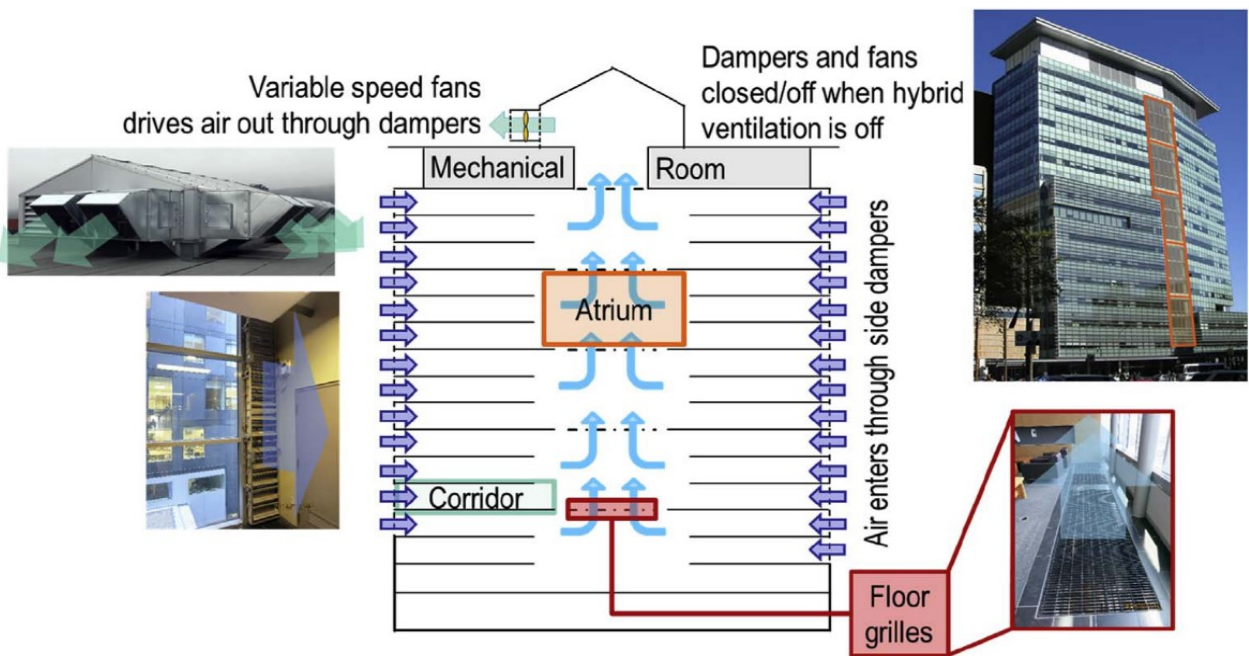 Variable speed fans
drives air out through dampers
Dampers and fans
closed/off when hybrid
ventilation is off
Mechanical
Room
Atrium
Corridor
Air enters through side dampers
Floor
grilles